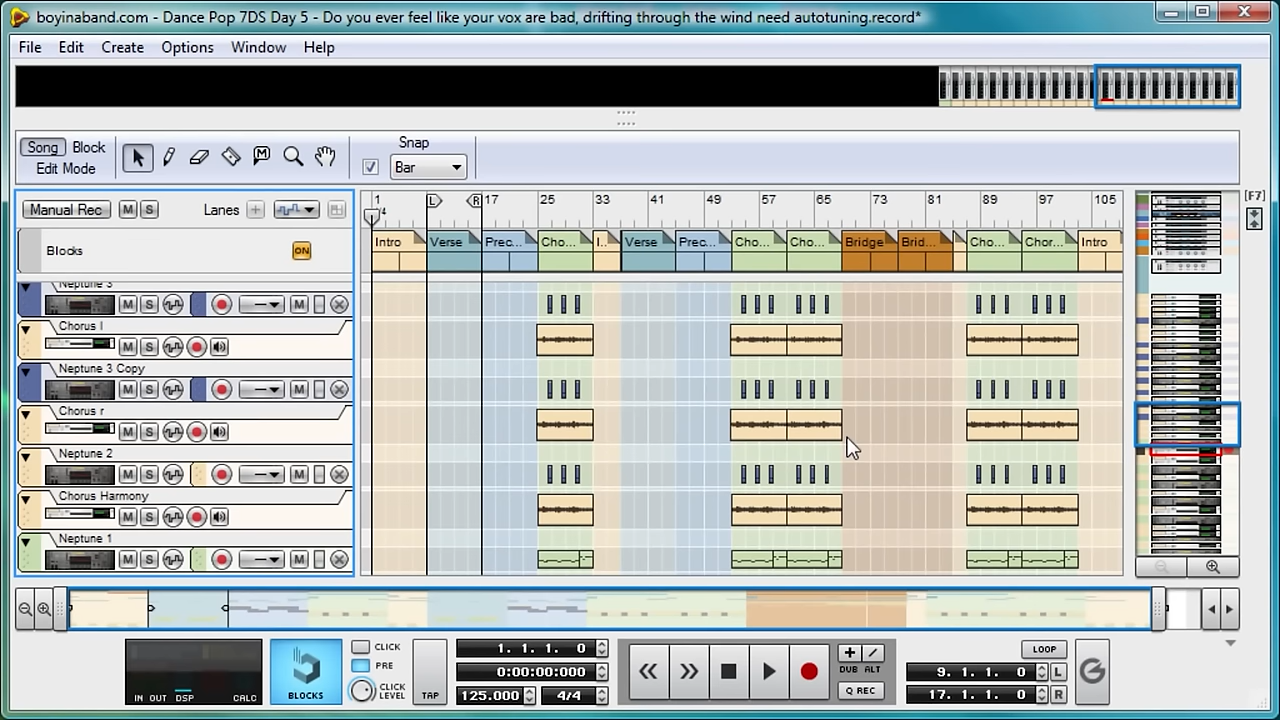 boyinaband.com - Dance Pop 7DS Day 5 - Do you ever feel like your vox are bad, drifting through the wind need autotuning.record*
File Edit Create Options Window Help
Song Block
Edit Mode
Snap
Bar
[F7]
Manual Rec M S Lanes
1 L R 17 25 33 41 49 57 65 73 81 89 97 105
4
Blocks ON
Intro Verse Prec... Cho... I.. Verse Prec... Cho... Cho... Bridge Brid... Cho... Chor... Intro
Neptune 3
M S M
Chorus l
M S
Neptune 3 Copy
M S M
Chorus r
M S
Neptune 2
M S M
Chorus Harmony
M S
Neptune 1
M S M
IN OUT DSP CALC
BLOCKS
CLICK
PRE
CLICK LEVEL
TAP
1. 1. 1. 0
0:00:00:000
125.000 4/4
DUB ALT
Q REC
LOOP
9. 1. 1. 0 L
17. 1. 1. 0 R